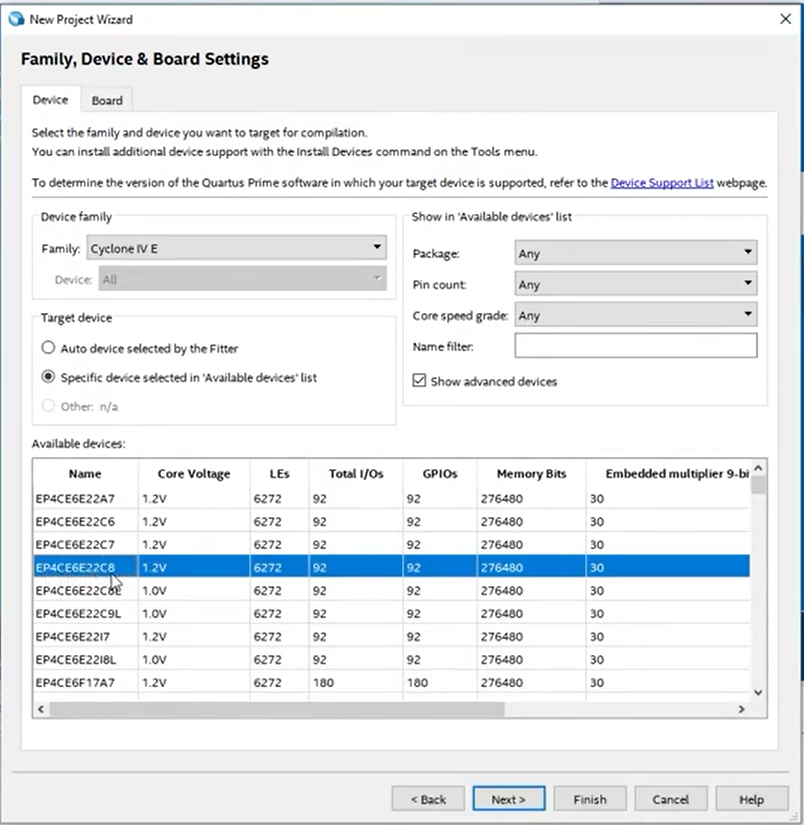 New Project Wizard
Family, Device & Board Settings
Device Board
Select the family and device you want to target for compilation.
You can install additional device support with the Install Devices command on the Tools menu.
To determine the version of the Quartus Prime software in which your target device is supported, refer to the Device Support List webpage.
Device family
Family: Cyclone IV E
Device: All
Target device
Auto device selected by the Fitter
Specific device selected in 'Available devices' list
Other: n/a
Show in 'Available devices' list
Package: Any
Pin count: Any
Core speed grade: Any
Name filter:
Show advanced devices
Available devices:
Name Core Voltage LEs Total I/Os GPIOs Memory Bits Embedded multiplier 9-bi
EP4CE6E22A7 1.2V 6272 92 92 276480 30
EP4CE6E22C6 1.2V 6272 92 92 276480 30
EP4CE6E22C7 1.2V 6272 92 92 276480 30
EP4CE6E22C8 1.2V 6272 92 92 276480 30
EP4CE6E22C8L 1.0V 6272 92 92 276480 30
EP4CE6E22C9L 1.0V 6272 92 92 276480 30
EP4CE6E22I7 1.2V 6272 92 92 276480 30
EP4CE6E22I8L 1.0V 6272 92 92 276480 30
EP4CE6F17A7 1.2V 6272 180 180 276480 30
< Back Next > Finish Cancel Help